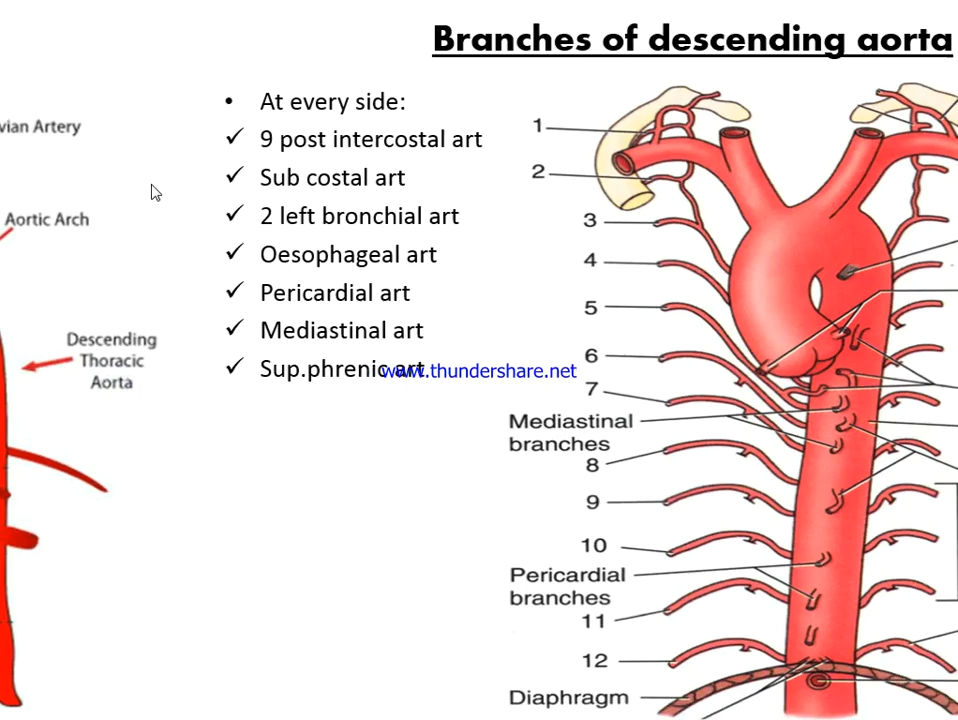 Branches of descending aorta
vian Artery
Aortic Arch
Descending
Thoracic
Aorta
• At every side:
✓ 9 post intercostal art
✓ Sub costal art
✓ 2 left bronchial art
✓ Oesophageal art
✓ Pericardial art
✓ Mediastinal art
✓ Sup.phrenic art
www.thundershare.net
1
2
3
4
5
6
7
Mediastinal
branches
8
9
10
Pericardial
branches
11
12
Diaphragm